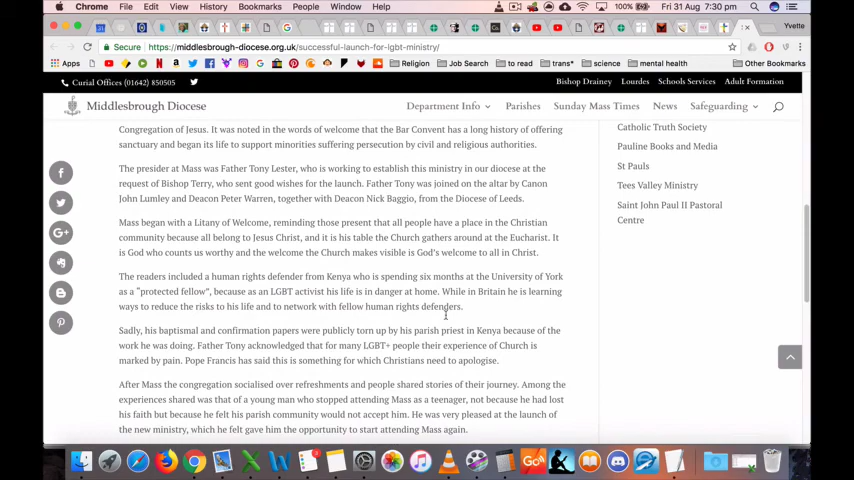 Chrome File Edit View History Bookmarks People Window Help 100% Fri 31 Aug 7:30 pm
Yvette
Secure https://middlesbrough-diocese.org.uk/successful-launch-for-lgbt-ministry/
Apps Religion Job Search to read trans* science mental health Other Bookmarks
Curial Offices (01642) 850505 Bishop Drainey Lourdes Schools Services Adult Formation
Middlesbrough Diocese Department Info Parishes Sunday Mass Times News Safeguarding
Congregation of Jesus. It was noted in the words of welcome that the Bar Convent has a long history of offering
sanctuary and began its life to support minorities suffering persecution by civil and religious authorities.
The presider at Mass was Father Tony Lester, who is working to establish this ministry in our diocese at the
request of Bishop Terry, who sent good wishes for the launch. Father Tony was joined on the altar by Canon
John Lumley and Deacon Peter Warren, together with Deacon Nick Baggio, from the Diocese of Leeds.
Mass began with a Litany of Welcome, reminding those present that all people have a place in the Christian
community because all belong to Jesus Christ, and it is his table the Church gathers around at the Eucharist. It
is God who counts us worthy and the welcome the Church makes visible is God's welcome to all in Christ.
The readers included a human rights defender from Kenya who is spending six months at the University of York
as a "protected fellow", because as an LGBT activist his life is in danger at home. While in Britain he is learning
ways to reduce the risks to his life and to network with fellow human rights defenders.
Sadly, his baptismal and confirmation papers were publicly torn up by his parish priest in Kenya because of the
work he was doing. Father Tony acknowledged that for many LGBT+ people their experience of Church is
marked by pain. Pope Francis has said this is something for which Christians need to apologise.
After Mass the congregation socialised over refreshments and people shared stories of their journey. Among the
experiences shared was that of a young man who stopped attending Mass as a teenager, not because he had lost
his faith but because he felt his parish community would not accept him. He was very pleased at the launch of
the new ministry, which he felt gave him the opportunity to start attending Mass again.
Catholic Truth Society
Pauline Books and Media
St Pauls
Tees Valley Ministry
Saint John Paul II Pastoral
Centre
GO!